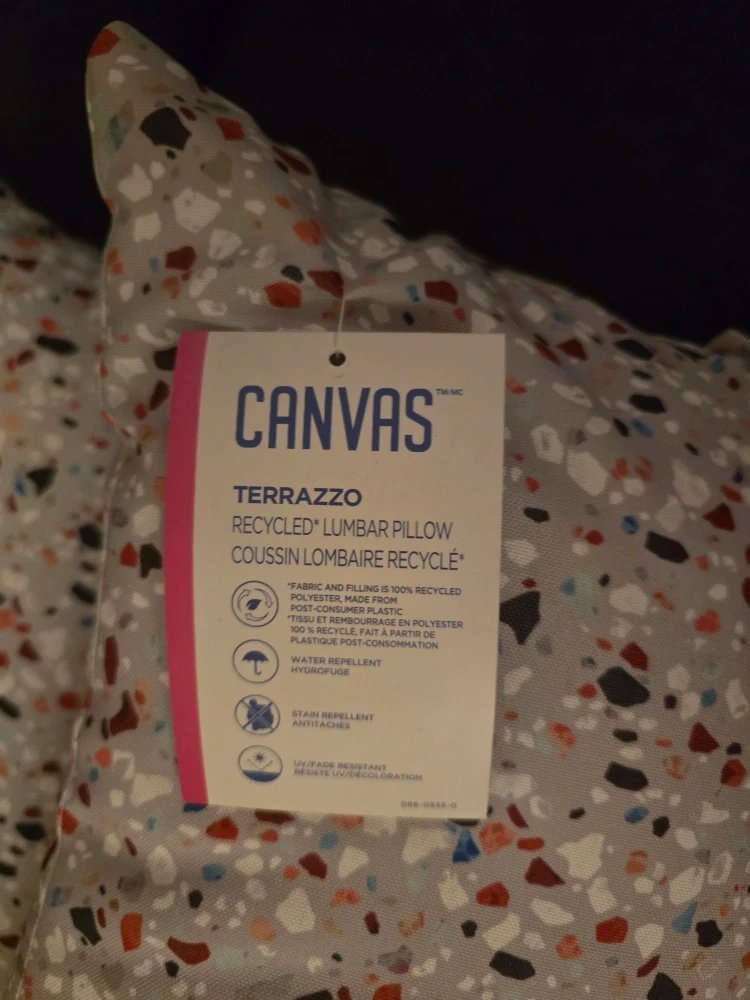 CANVAS™/MC
TERRAZZO
RECYCLED* LUMBAR PILLOW
COUSSIN LOMBAIRE RECYCLÉ*
*FABRIC AND FILLING IS 100% RECYCLED
POLYESTER, MADE FROM
POST-CONSUMER PLASTIC
*TISSU ET REMBOURRAGE EN POLYESTER
100 % RECYCLÉ, FAIT À PARTIR DE
PLASTIQUE POST-CONSOMMATION
WATER REPELLENT
HYDROFUGE
STAIN REPELLENT
ANTITACHES
UV/FADE RESISTANT
RÉSISTE UV/DÉCOLORATION